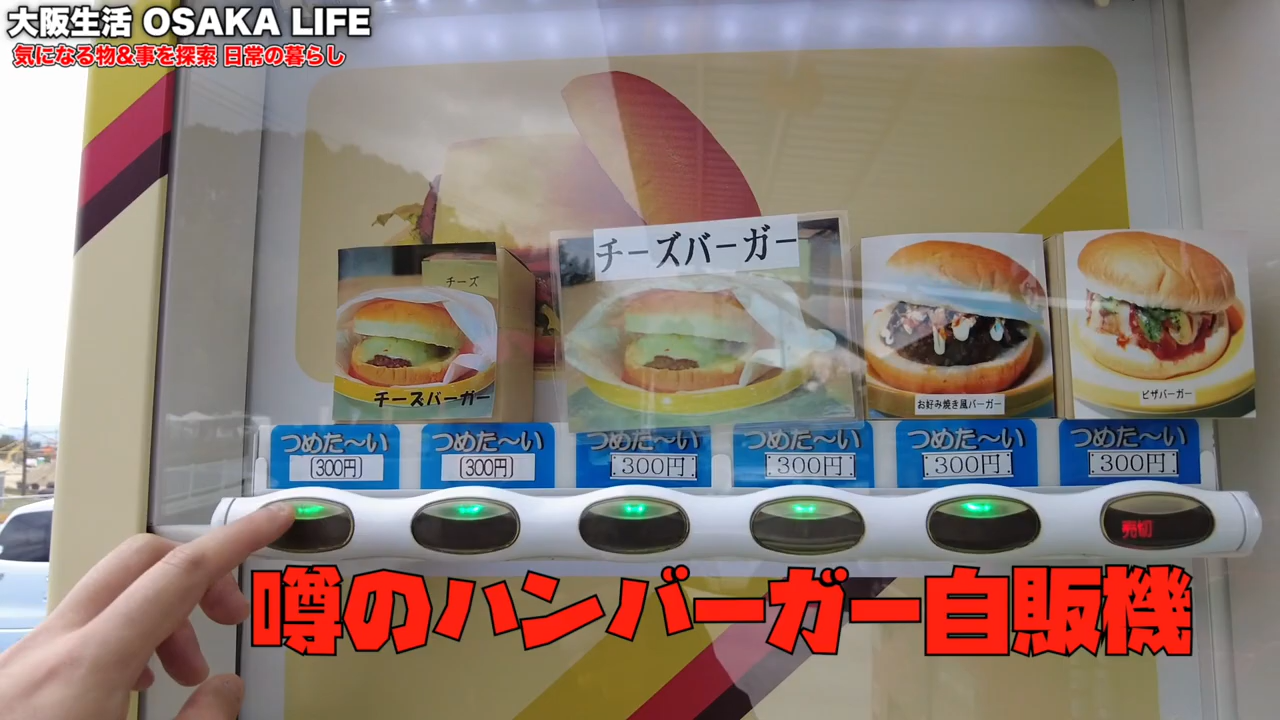 大阪生活 OSAKA LIFE
気になる物&事を探索 日常の暮らし
チーズ
チーズバーガー
チーズバーガー
お好み焼き風バーガー
ピザバーガー
つめた〜い
つめた〜い
つめた〜い
つめた〜い
つめた〜い
つめた〜い
300円
300円
300円
300円
300円
300円
売切
噂のハンバーガー自販機